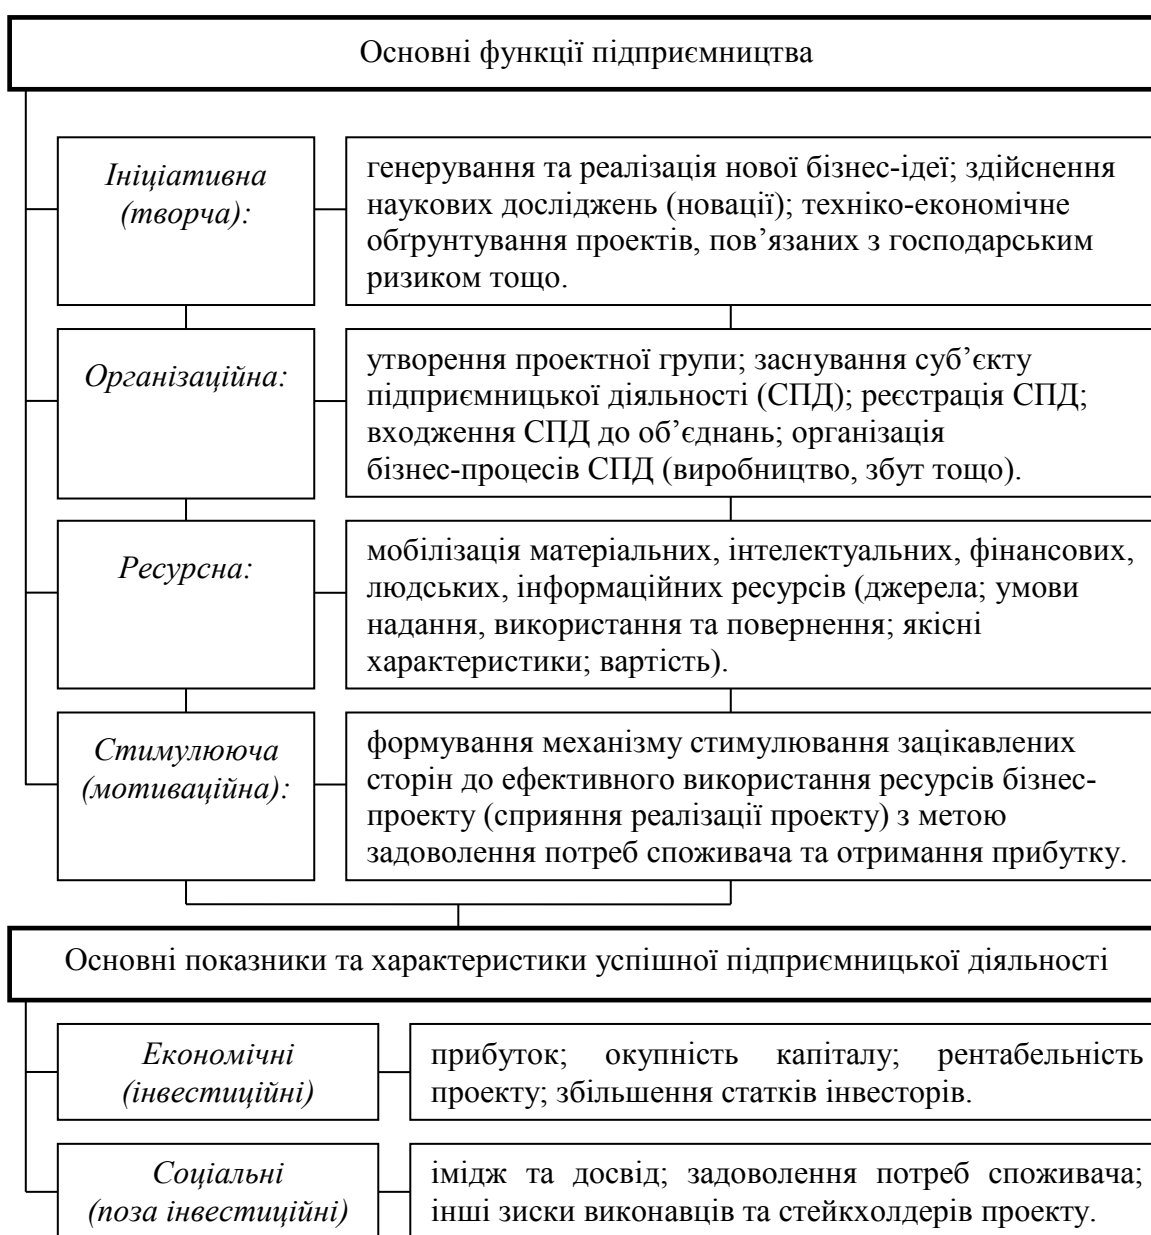 Основні функції підприємництва
Ініціативна
(творча):
генерування та реалізація нової бізнес-ідеї; здійснення
наукових досліджень (новації); техніко-економічне
обґрунтування проектів, пов’язаних з господарським
ризиком тощо.
Організаційна:
утворення проектної групи; заснування суб’єкту
підприємницької діяльності (СПД); реєстрація СПД;
входження СПД до об’єднань; організація
бізнес-процесів СПД (виробництво, збут тощо).
Ресурсна:
мобілізація матеріальних, інтелектуальних, фінансових,
людських, інформаційних ресурсів (джерела; умови
надання, використання та повернення; якісні
характеристики; вартість).
Стимулююча
(мотиваційна):
формування механізму стимулювання зацікавлених
сторін до ефективного використання ресурсів бізнес-
проекту (сприяння реалізації проекту) з метою
задоволення потреб споживача та отримання прибутку.
Основні показники та характеристики успішної підприємницької діяльності
Економічні
(інвестиційні)
прибуток; окупність капіталу; рентабельність
проекту; збільшення статків інвесторів.
Соціальні
(поза інвестиційні)
імідж та досвід; задоволення потреб споживача;
інші зиски виконавців та стейкхолдерів проекту.